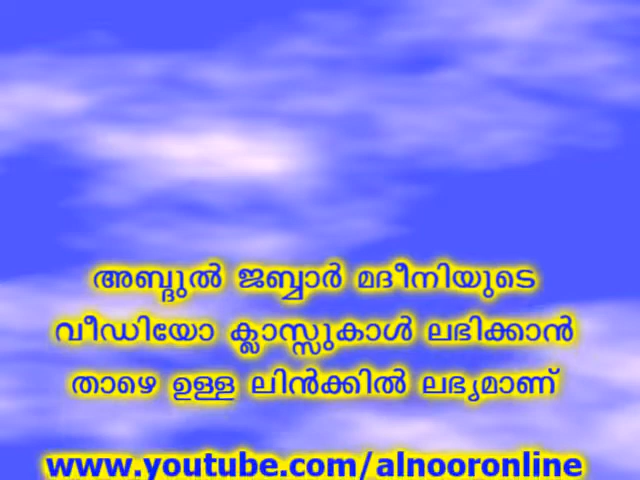 അബ്ദുൽ ജബ്ബാർ മദീനിയുടെ
വീഡിയോ ക്ലാസ്സുകാൾ ലഭിക്കാൻ
താഴെ ഉള്ള ലിൻക്കിൽ ലഭ്യമാണ്
www.youtube.com/alnooronline